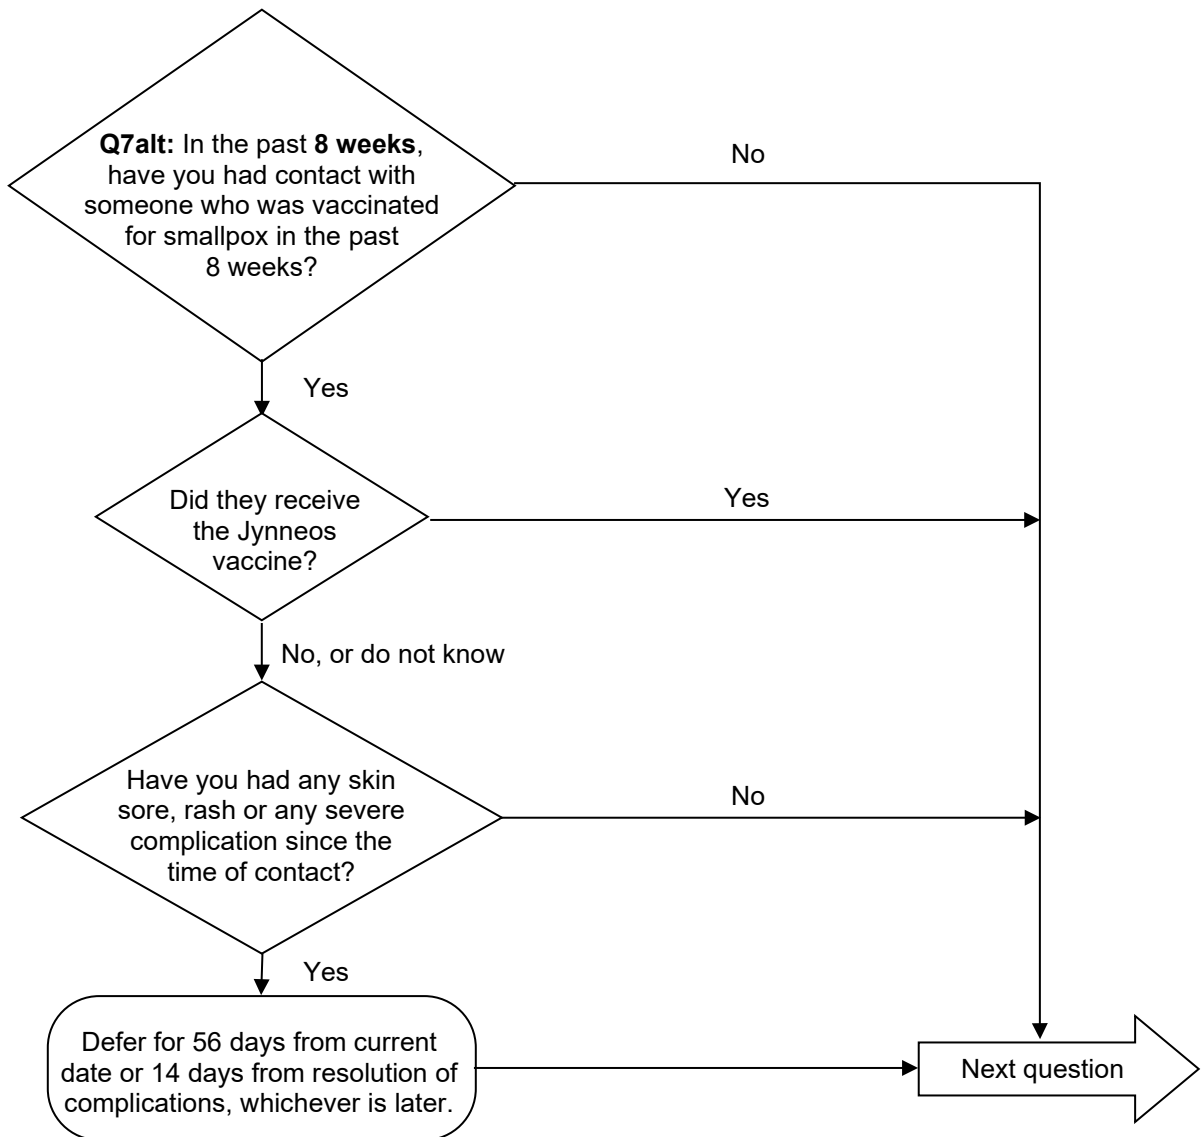 Q7alt: In the past 8 weeks,
have you had contact with
someone who was vaccinated
for smallpox in the past
8 weeks?
No
Yes
Did they receive
the Jynneos
vaccine?
Yes
No, or do not know
Have you had any skin
sore, rash or any severe
complication since the
time of contact?
No
Yes
Defer for 56 days from current
date or 14 days from resolution of
complications, whichever is later.
Next question